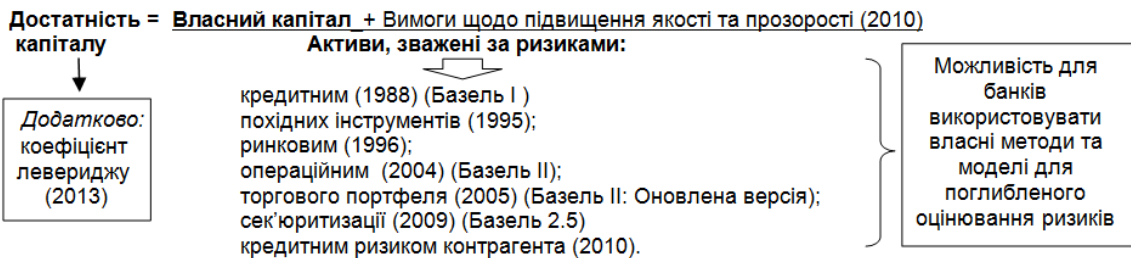 Достатність = Власний капітал + Вимоги щодо підвищення якості та прозорості (2010)
капіталу
Активи, зважені за ризиками:
Додатково:
коефіцієнт
левериджу
(2013)
кредитним (1988) (Базель І )
похідних інструментів (1995);
ринковим (1996);
операційним (2004) (Базель ІІ);
торгового портфеля (2005) (Базель ІІ: Оновлена версія);
сек’юритизації (2009) (Базель 2.5)
кредитним ризиком контрагента (2010).
Можливість для
банків
використовувати
власні методи та
моделі для
поглибленого
оцінювання ризиків